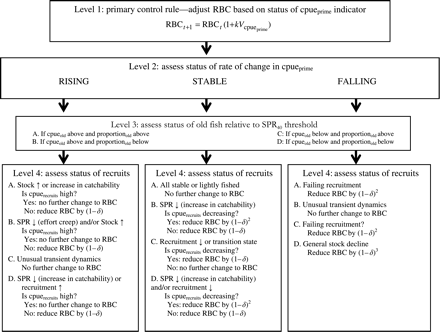 Level 1: primary control rule—adjust RBC based on status of cpue_prime indicator
RBC_{t+1} = RBC_t (1+kV_{cpue_prime})
Level 2: assess status of rate of change in cpue_prime
RISING
STABLE
FALLING
Level 3: assess status of old fish relative to SPR_40 threshold
A. If cpue_old above and proportion_old above
B. If cpue_old above and proportion_old below
C: If cpue_old below and proportion_old above
D: If cpue_old below and proportion_old below
Level 4: assess status of recruits
A. Stock ↑ or increase in catchability
Is cpue_recruits high?
Yes: no further change to RBC
No: reduce RBC by (1−δ)
B. SPR ↓ (effort creep) and/or Stock ↑
Is cpue_recruits high?
Yes: no further change to RBC
No: reduce RBC by (1−δ)
C. Unusual transient dynamics
No further change to RBC
D. SPR ↓ (increase in catchability) or
recruitment ↑
Is cpue_recruits high?
Yes: no further change to RBC
No: reduce RBC by (1−δ)
Level 4: assess status of recruits
A. All stable or lightly fished
No further change to RBC
B. SPR ↓ (increase in catchability)
Is cpue_recruits decreasing?
Yes: reduce RBC by (1−δ)²
No: reduce RBC by (1−δ)
C. Recruitment ↓ or transition state
Is cpue_recruits decreasing?
Yes: reduce RBC by (1−δ)²
No: reduce RBC by (1−δ)
D. SPR ↓ (increase in catchability)
and/or recruitment ↓
Is cpue_recruits decreasing?
Yes: reduce RBC by (1−δ)²
No: reduce RBC by (1−δ)
Level 4: assess status of recruits
A. Failing recruitment
Reduce RBC by (1−δ)²
B. Unusual transient dynamics
No further change to RBC
C. Failing recruitment?
Reduce RBC by (1−δ)²
D. General stock decline
Reduce RBC by (1−δ)³